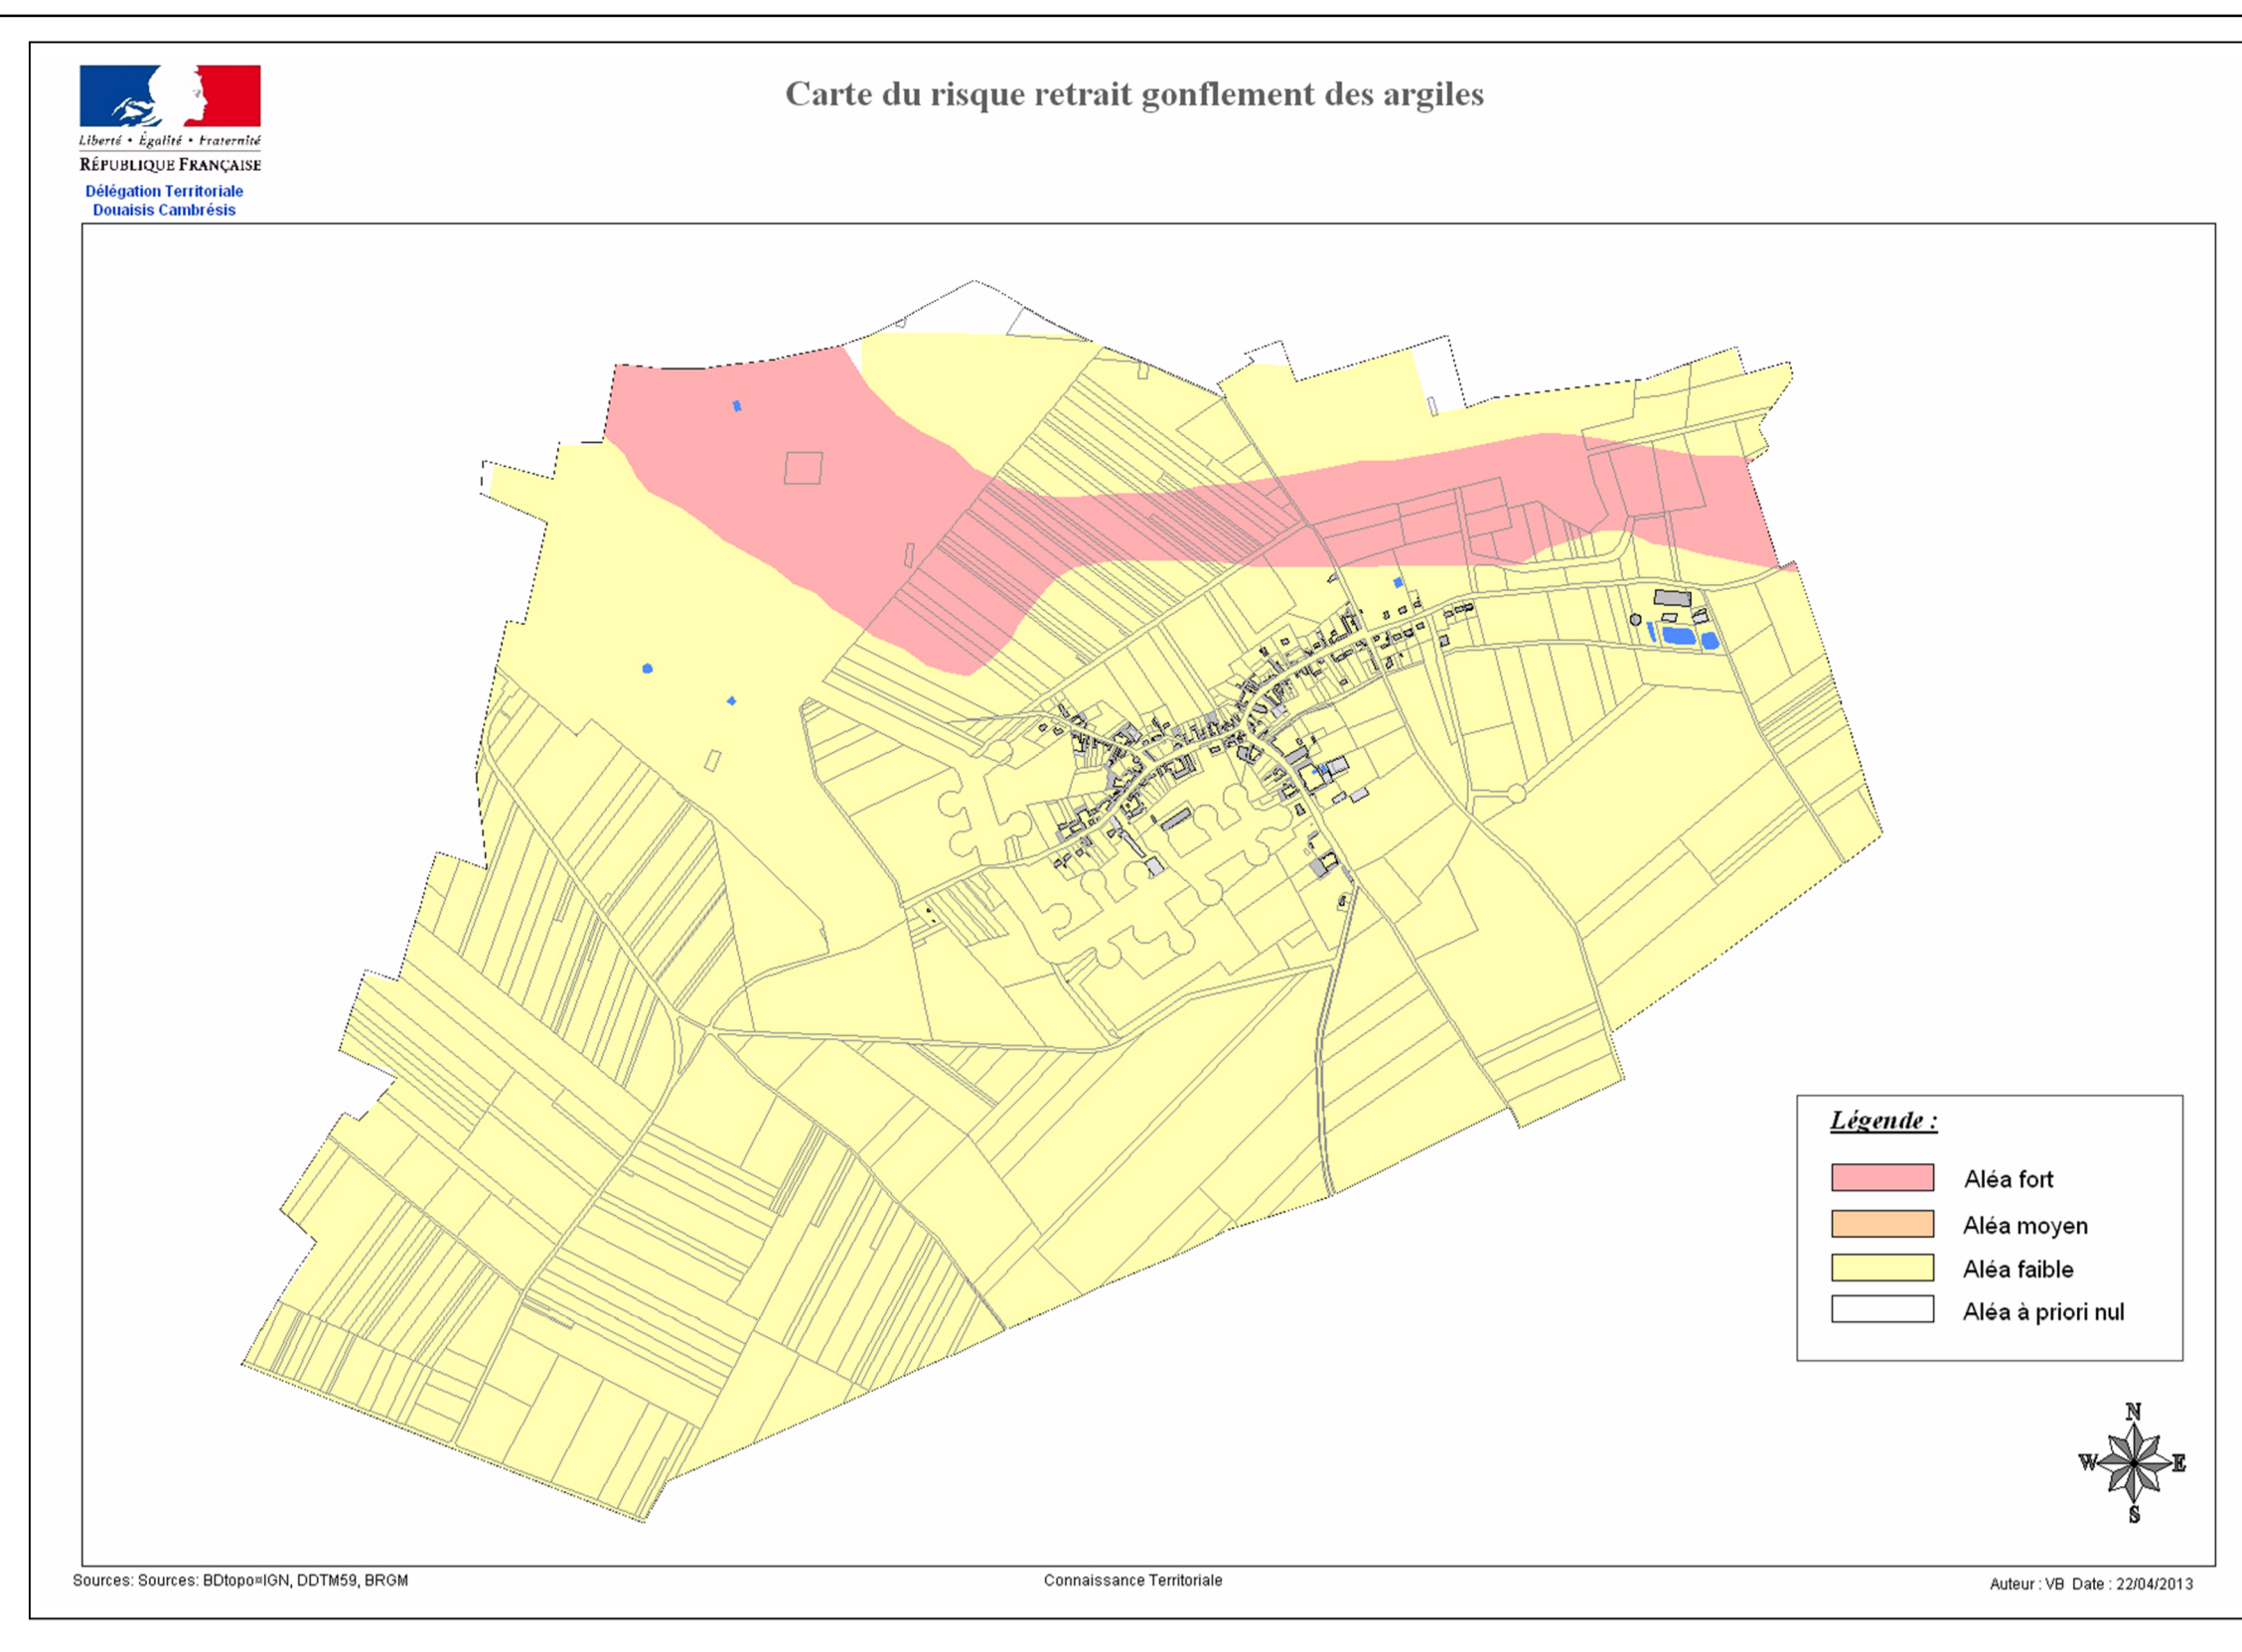 Carte du risque retrait gonflement des argiles
Liberté • Égalité • Fraternité
RÉPUBLIQUE FRANÇAISE
Délégation Territoriale
Douaisis Cambrésis
Légende :
Aléa fort
Aléa moyen
Aléa faible
Aléa à priori nul
N
W E
S
Sources: Sources: BDtopo¤IGN, DDTM59, BRGM
Connaissance Territoriale
Auteur : VB Date : 22/04/2013